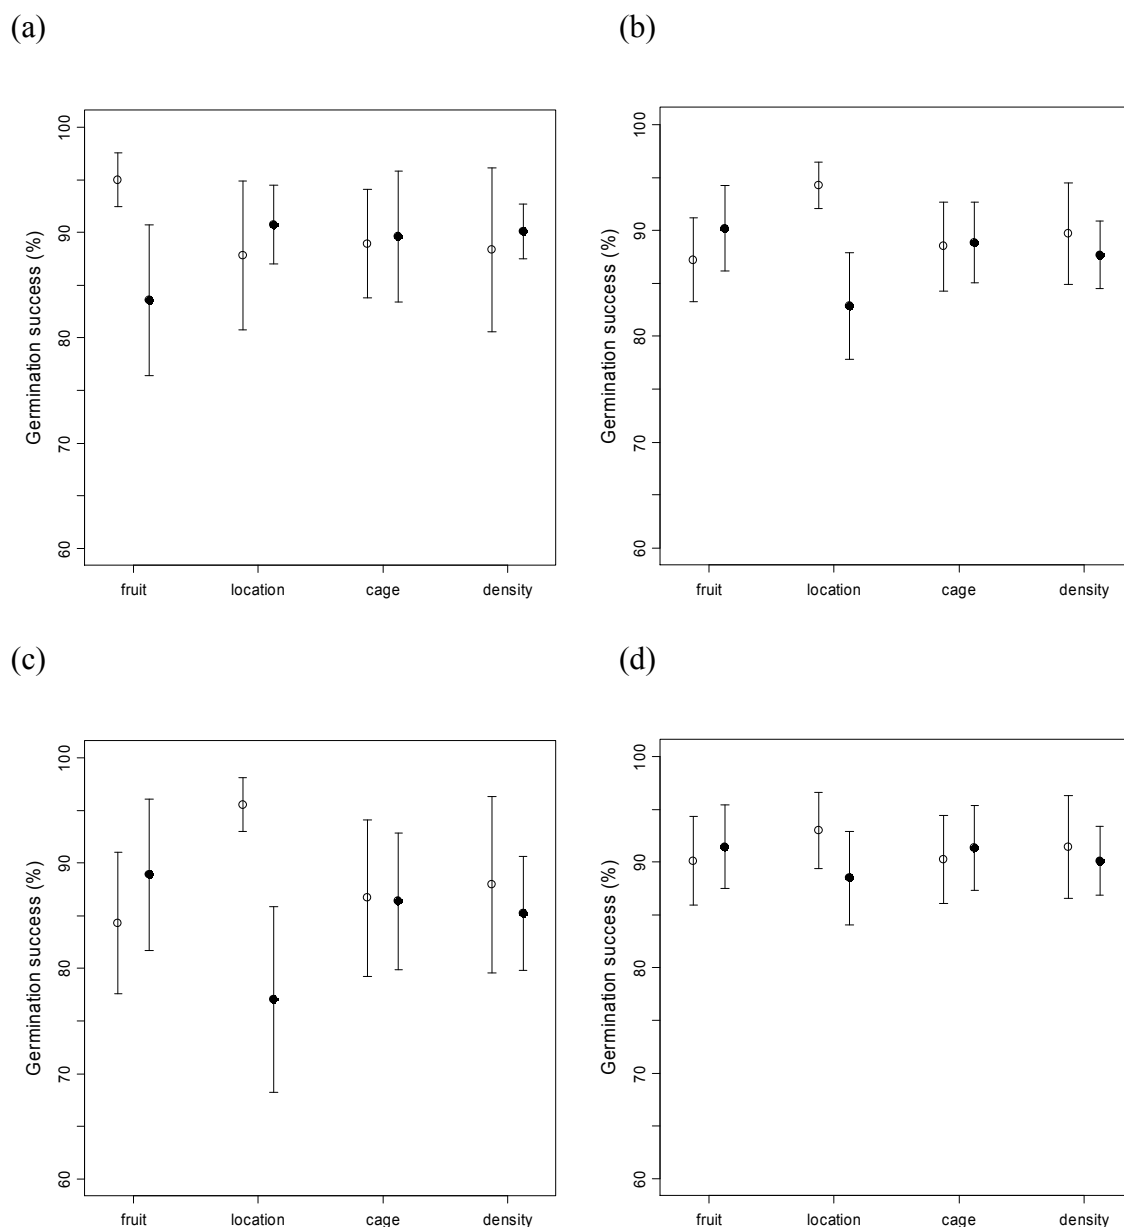 (a)
(b)
Germination success (%)
100
90
80
70
60
fruit
location
cage
density
Germination success (%)
100
90
80
70
60
fruit
location
cage
density
(c)
(d)
Germination success (%)
100
90
80
70
60
fruit
location
cage
density
Germination success (%)
100
90
80
70
60
fruit
location
cage
density